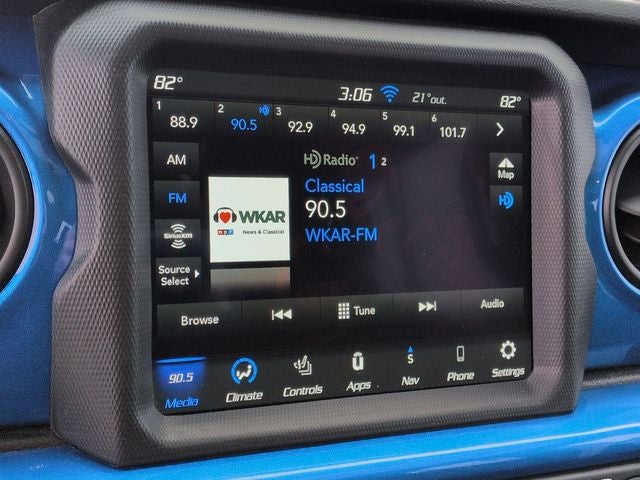 82° 3:06 21°out. 82°
1 88.9 2 90.5 3 92.9 4 94.9 5 99.1 6 101.7
AM
FM
SiriusXM
Source Select
HD Radio 1 2
Classical
90.5
WKAR-FM
WKAR
npr News & Classical
Map
HD
Browse Tune Audio
90.5 S
Media Climate Controls Apps Nav Phone Settings